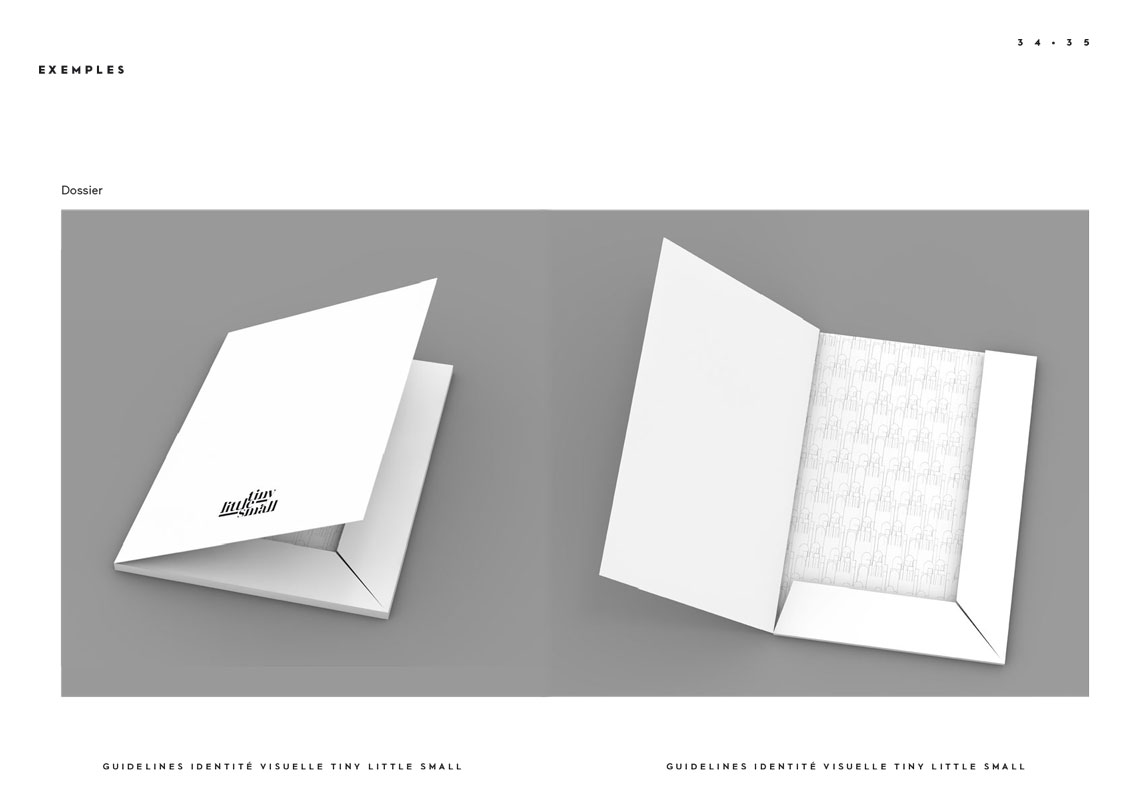 34•35
EXEMPLES
Dossier
tiny
little
small
GUIDELINES IDENTITÉ VISUELLE TINY LITTLE SMALL
GUIDELINES IDENTITÉ VISUELLE TINY LITTLE SMALL